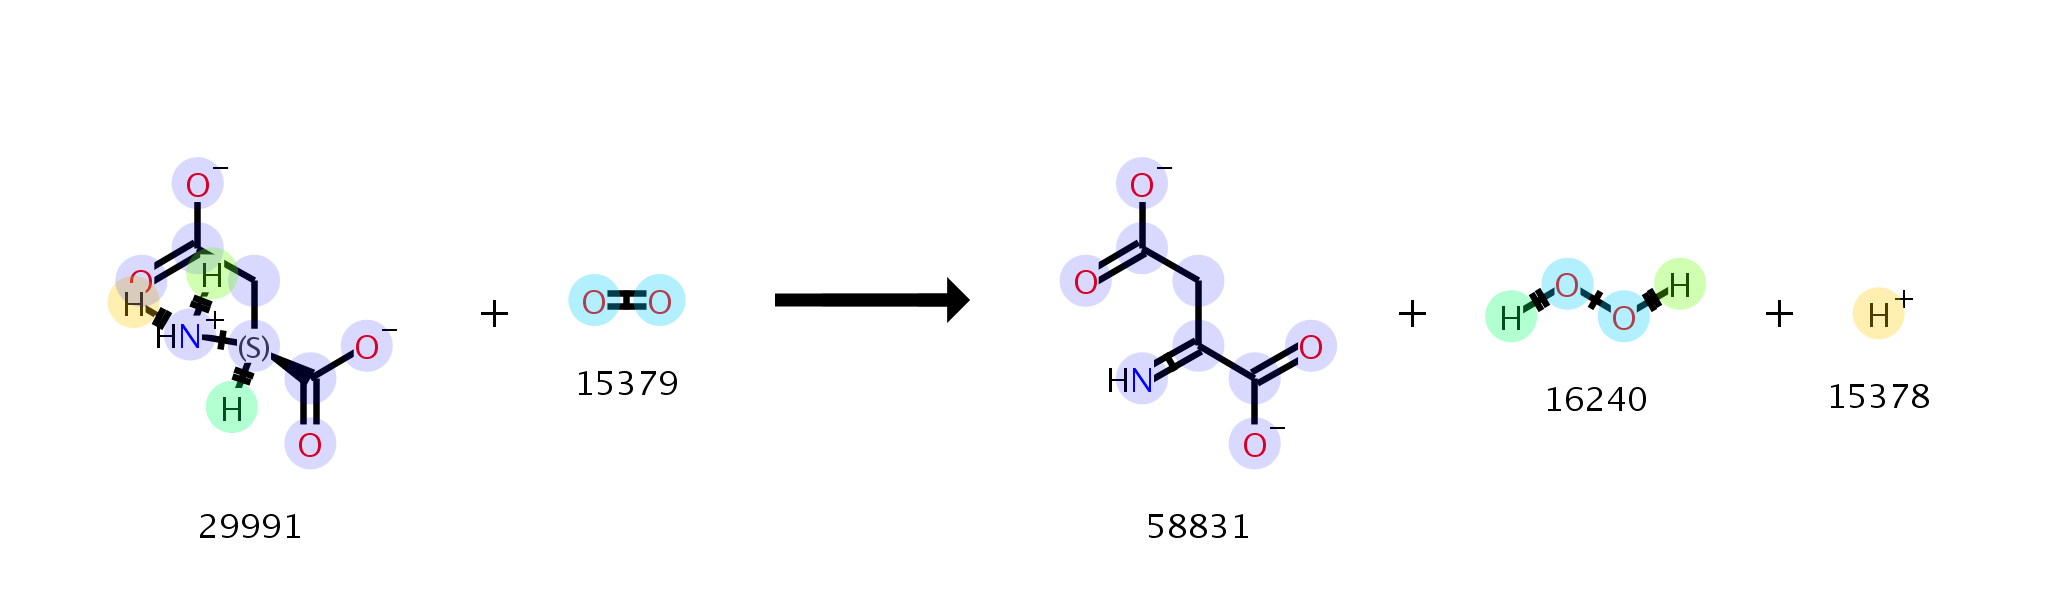 O−
O H
H
HN+ (S) O−
H
O
29991
+
O O
15379
O−
O
HN O
O−
58831
+
H O O H
16240
+
H+
15378